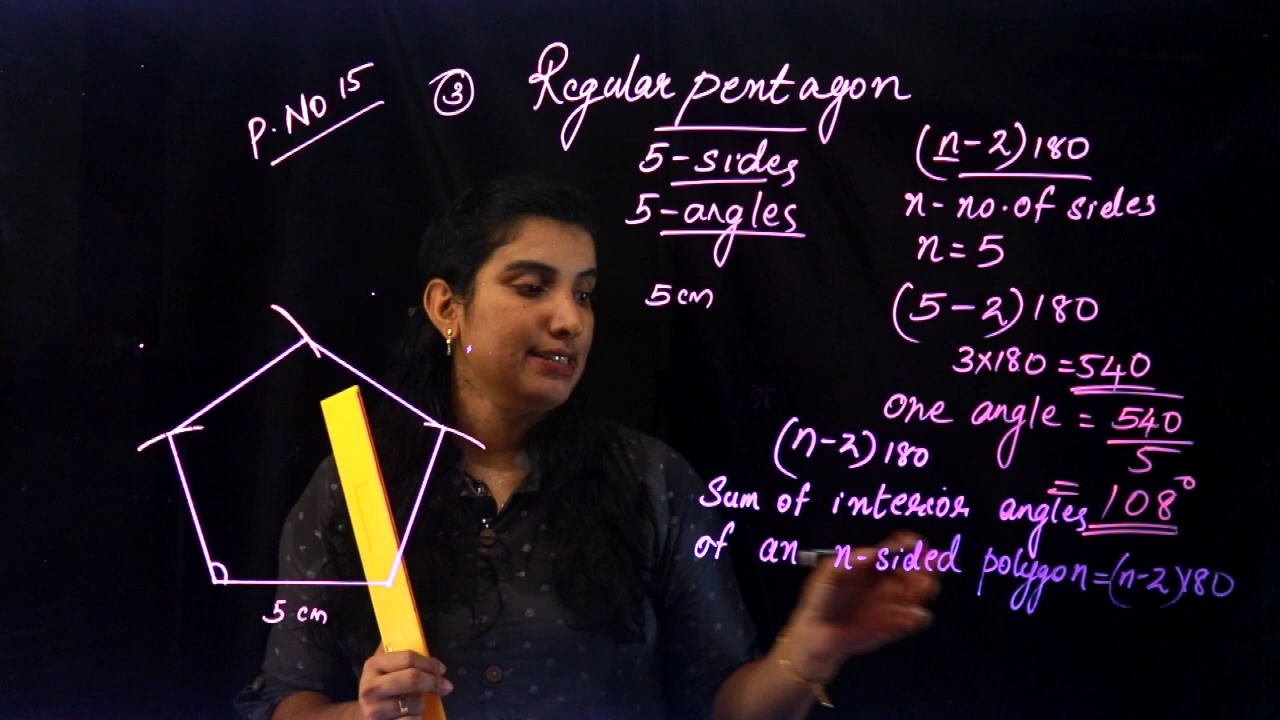 P. NO 15
③ Regular pentagon
5-sides
5-angles
5 cm
(n-2)180
n- no.of sides
n=5
(5-2)180
3x180 =540
One angle = 540/5
= 108°
(n-2)180
Sum of interior angles
of an n-sided polygon=(n-2)180
5 cm